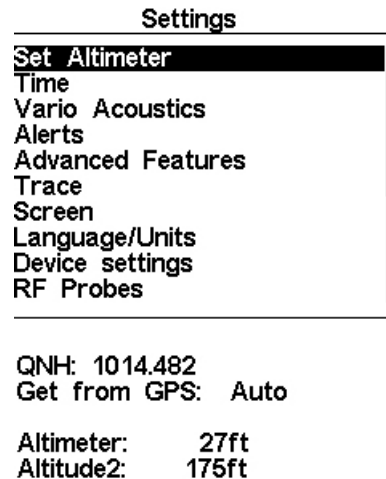 Settings
Set Altimeter
Time
Vario Acoustics
Alerts
Advanced Features
Trace
Screen
Language/Units
Device settings
RF Probes
QNH: 1014.482
Get from GPS: Auto
Altimeter: 27ft
Altitude2: 175ft